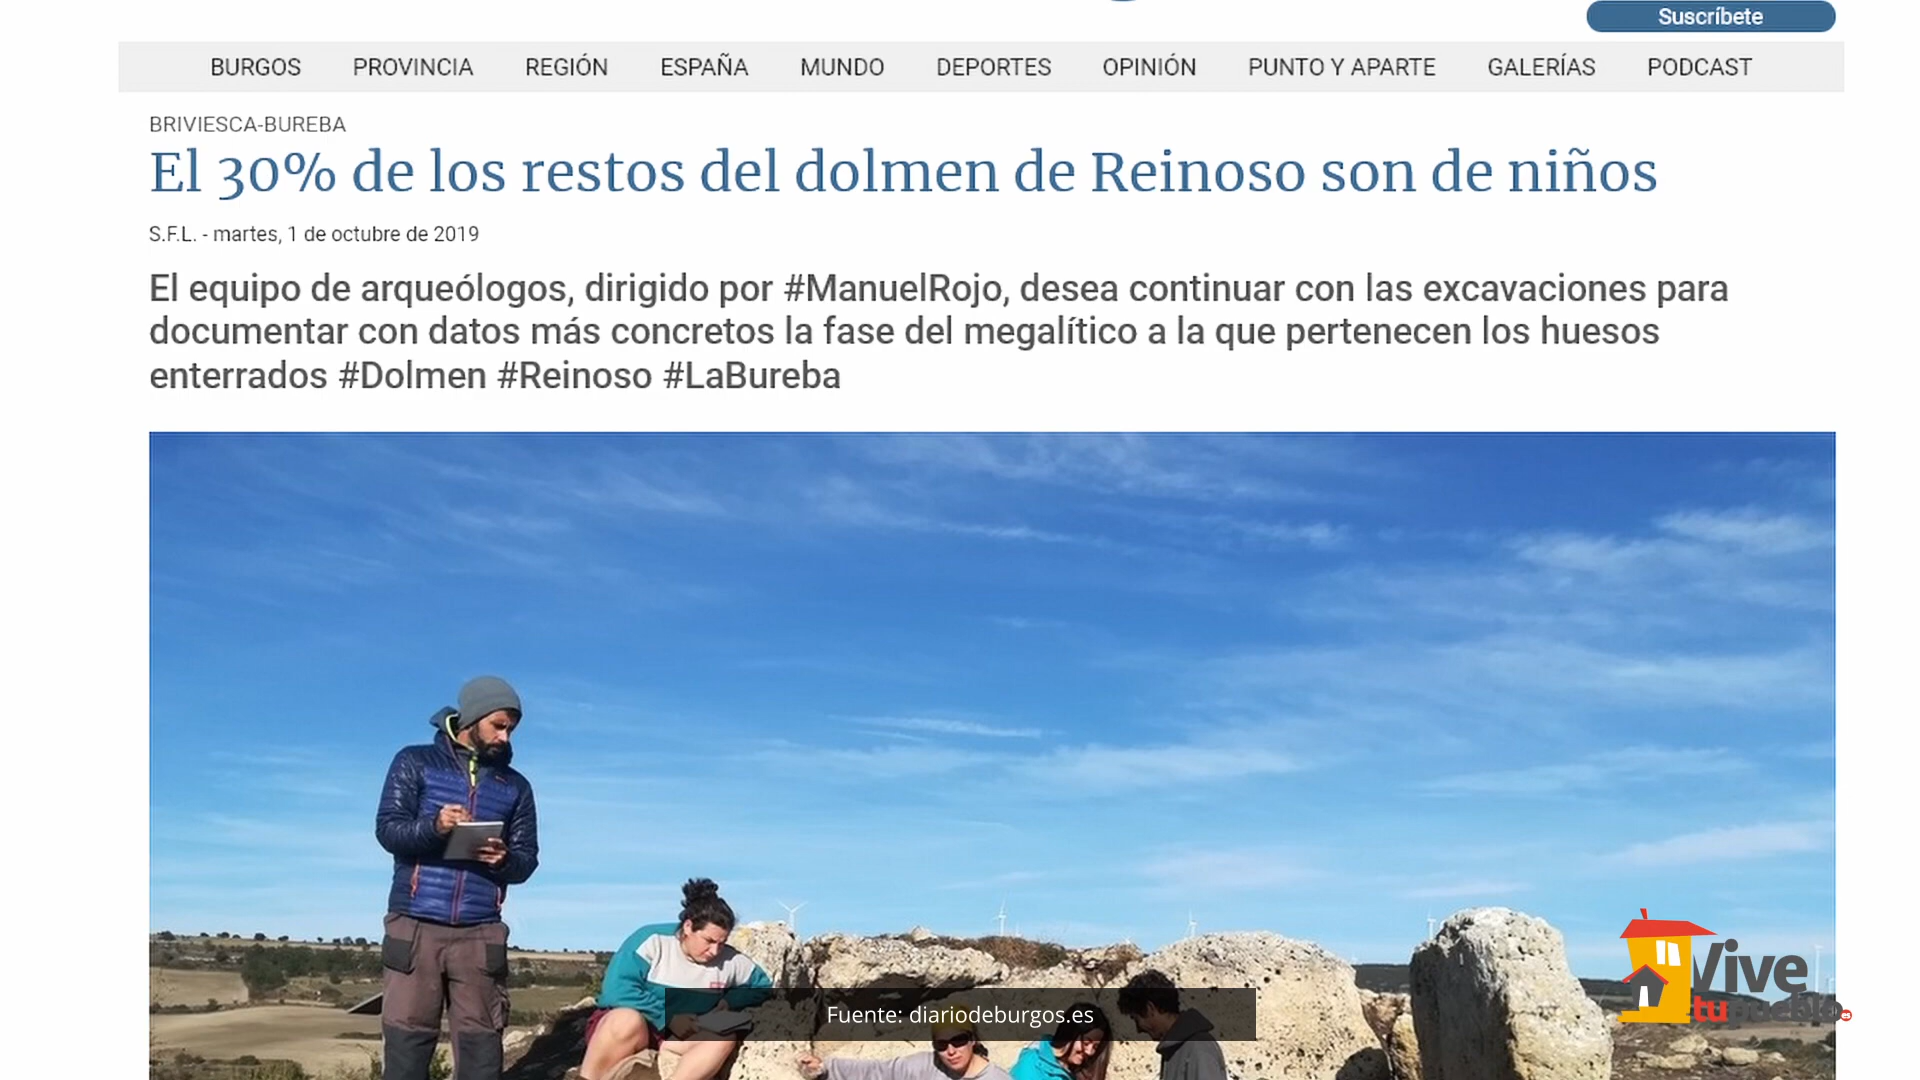 Suscríbete
BURGOS PROVINCIA REGIÓN ESPAÑA MUNDO DEPORTES OPINIÓN PUNTO Y APARTE GALERÍAS PODCAST
BRIVIESCA-BUREBA
El 30% de los restos del dolmen de Reinoso son de niños
S.F.L. - martes, 1 de octubre de 2019
El equipo de arqueólogos, dirigido por #ManuelRojo, desea continuar con las excavaciones para
documentar con datos más concretos la fase del megalítico a la que pertenecen los huesos
enterrados #Dolmen #Reinoso #LaBureba
Vive
tupueblo
Fuente: diariodeburgos.es